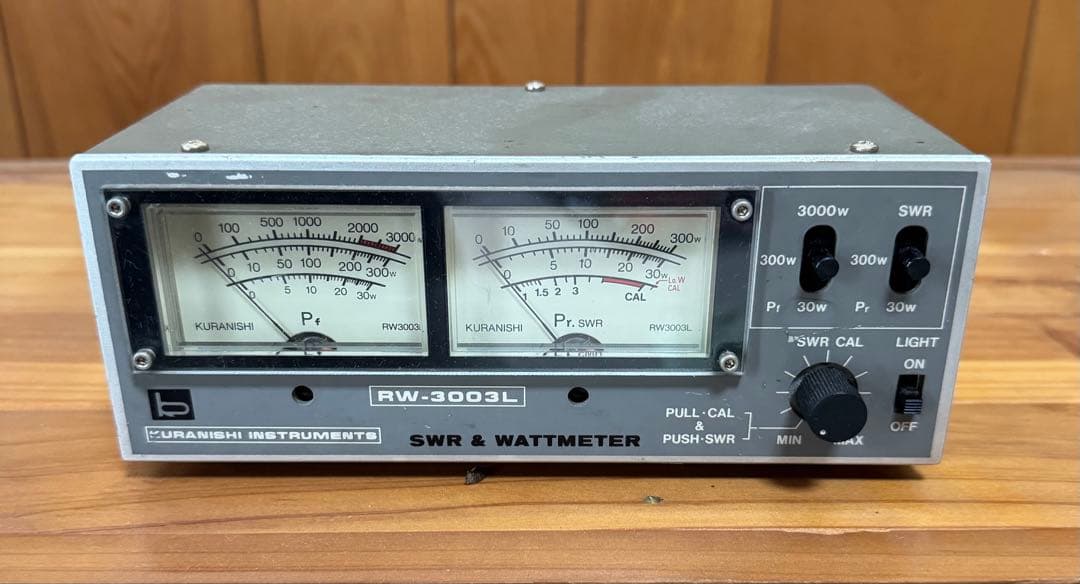 0 100 500 1000 2000 3000
0 10 50 100 200 300w
0 5 10 20 30w
Pf
KURANISHI RW3003L
0 10 50 100 200 300w
0 10 20 30w
1 1.5 2 3 CAL
Lo.W
CAL
Pr. SWR
KURANISHI RW3003L
3000w SWR
300w 300w
Pf 30w Pr 30w
SWR CAL LIGHT
ON
PULL・CAL
&
PUSH・SWR
MIN MAX OFF
RW-3003L
KURANISHI INSTRUMENTS
SWR & WATTMETER